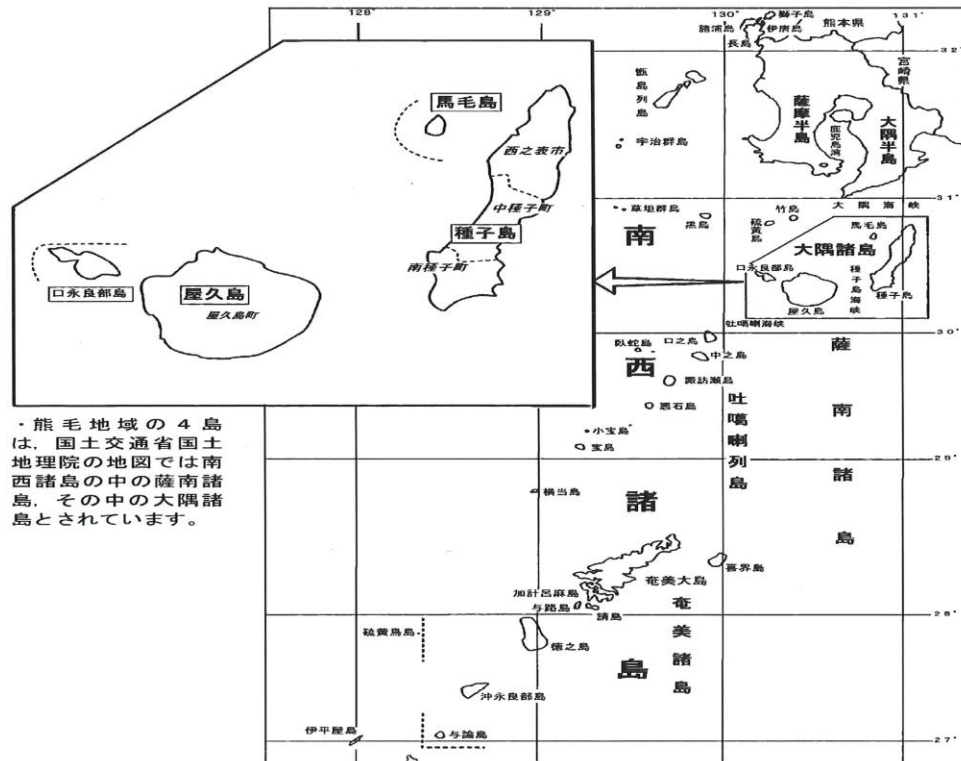 128°
129°
130°
131°
獅子島
諸浦島
伊唐島
長島
熊本県
32°
宮崎県
甑島列島
薩摩半島
鹿児島湾
大隅半島
宇治群島
31°
大隅海峡
草垣群島
黒島
硫黄島
竹島
馬毛島
大隅諸島
口永良部島
屋久島
種子島海峡
種子島
馬毛島
西之表市
中種子町
種子島
南種子町
口永良部島
屋久島
屋久島町
30°
吐噶喇海峡
臥蛇島
口之島
中之島
諏訪瀬島
悪石島
小宝島
宝島
吐噶喇列島
29°
横当島
南西諸島
薩南諸島
・熊毛地域の4島
は，国土交通省国土
地理院の地図では南
西諸島の中の薩南諸
島，その中の大隅諸
島とされています。
喜界島
奄美大島
加計呂麻島
与路島
請島
奄美諸島
28°
硫黄鳥島
徳之島
沖永良部島
伊平屋島
与論島
27°